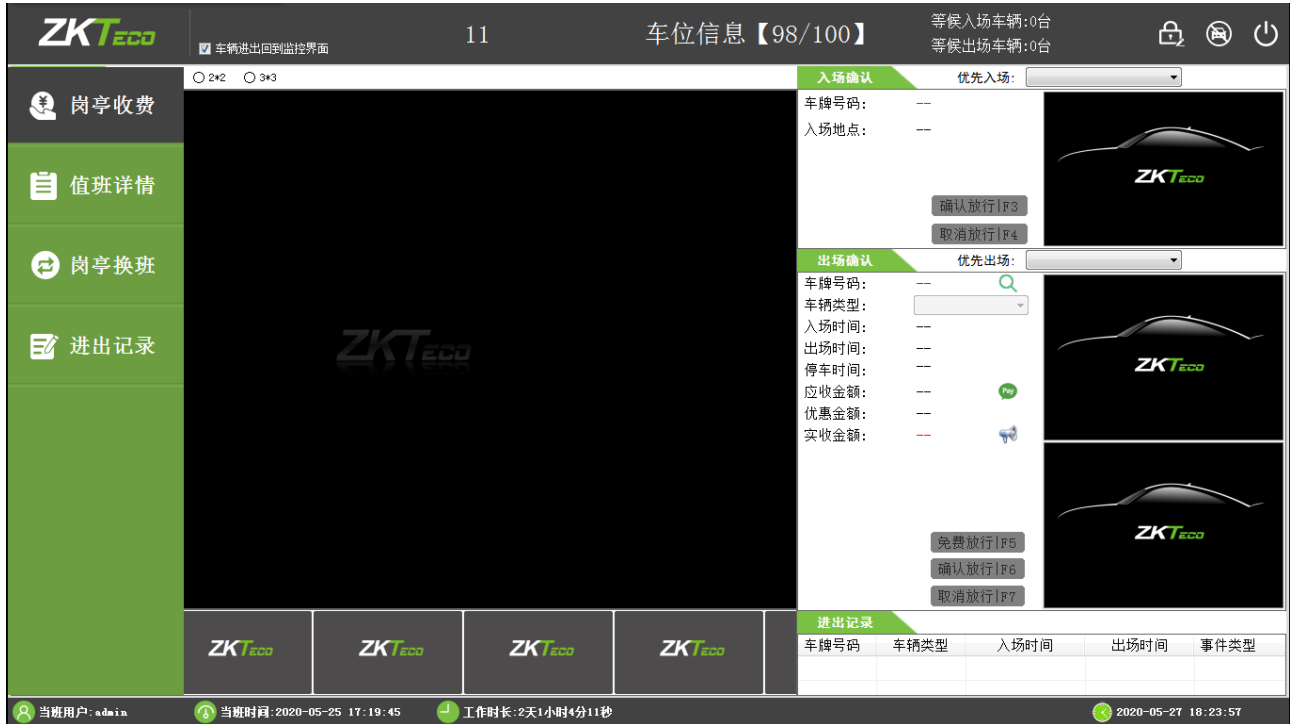 ZKTeco
车辆进出回到监控界面
11
车位信息【98/100】
等候入场车辆:0台
等候出场车辆:0台
岗亭收费
值班详情
岗亭换班
进出记录
2*2 3*3
ZKTeco
入场确认 优先入场:
车牌号码: --
入场地点: --
确认放行|F3
取消放行|F4
ZKTeco
出场确认 优先出场:
车牌号码: --
车辆类型:
入场时间: --
出场时间: --
停车时间: --
应收金额: -- Pay
优惠金额: --
实收金额: --
免费放行|F5
确认放行|F6
取消放行|F7
ZKTeco
ZKTeco
ZKTeco ZKTeco ZKTeco ZKTeco
进出记录
车牌号码 车辆类型 入场时间 出场时间 事件类型
当班用户:admin 当班时间:2020-05-25 17:19:45 工作时长:2天1小时4分11秒 2020-05-27 18:23:57